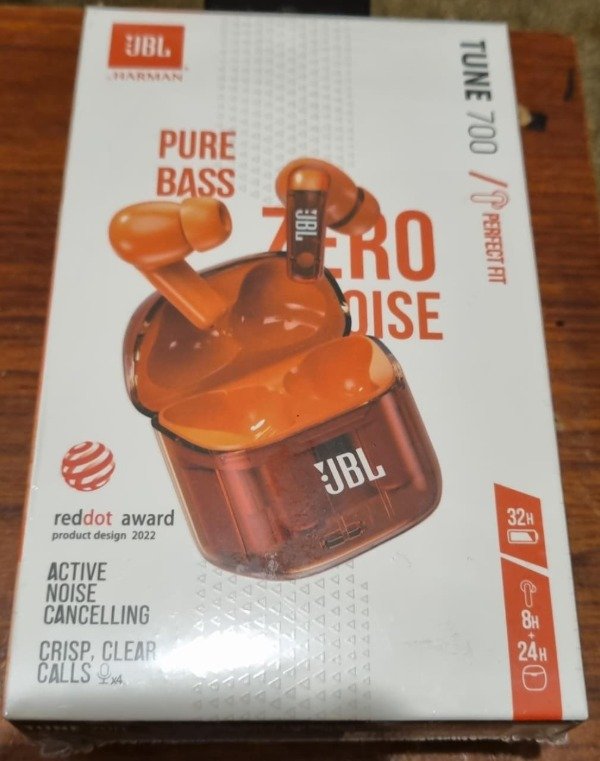 JBL
HARMAN
TUNE 700
PERFECT FIT
PURE
BASS
ZERO
NOISE
JBL
JBL
reddot award
product design 2022
ACTIVE
NOISE
CANCELLING
CRISP, CLEAR
CALLS x4
32H
8H
+
24H